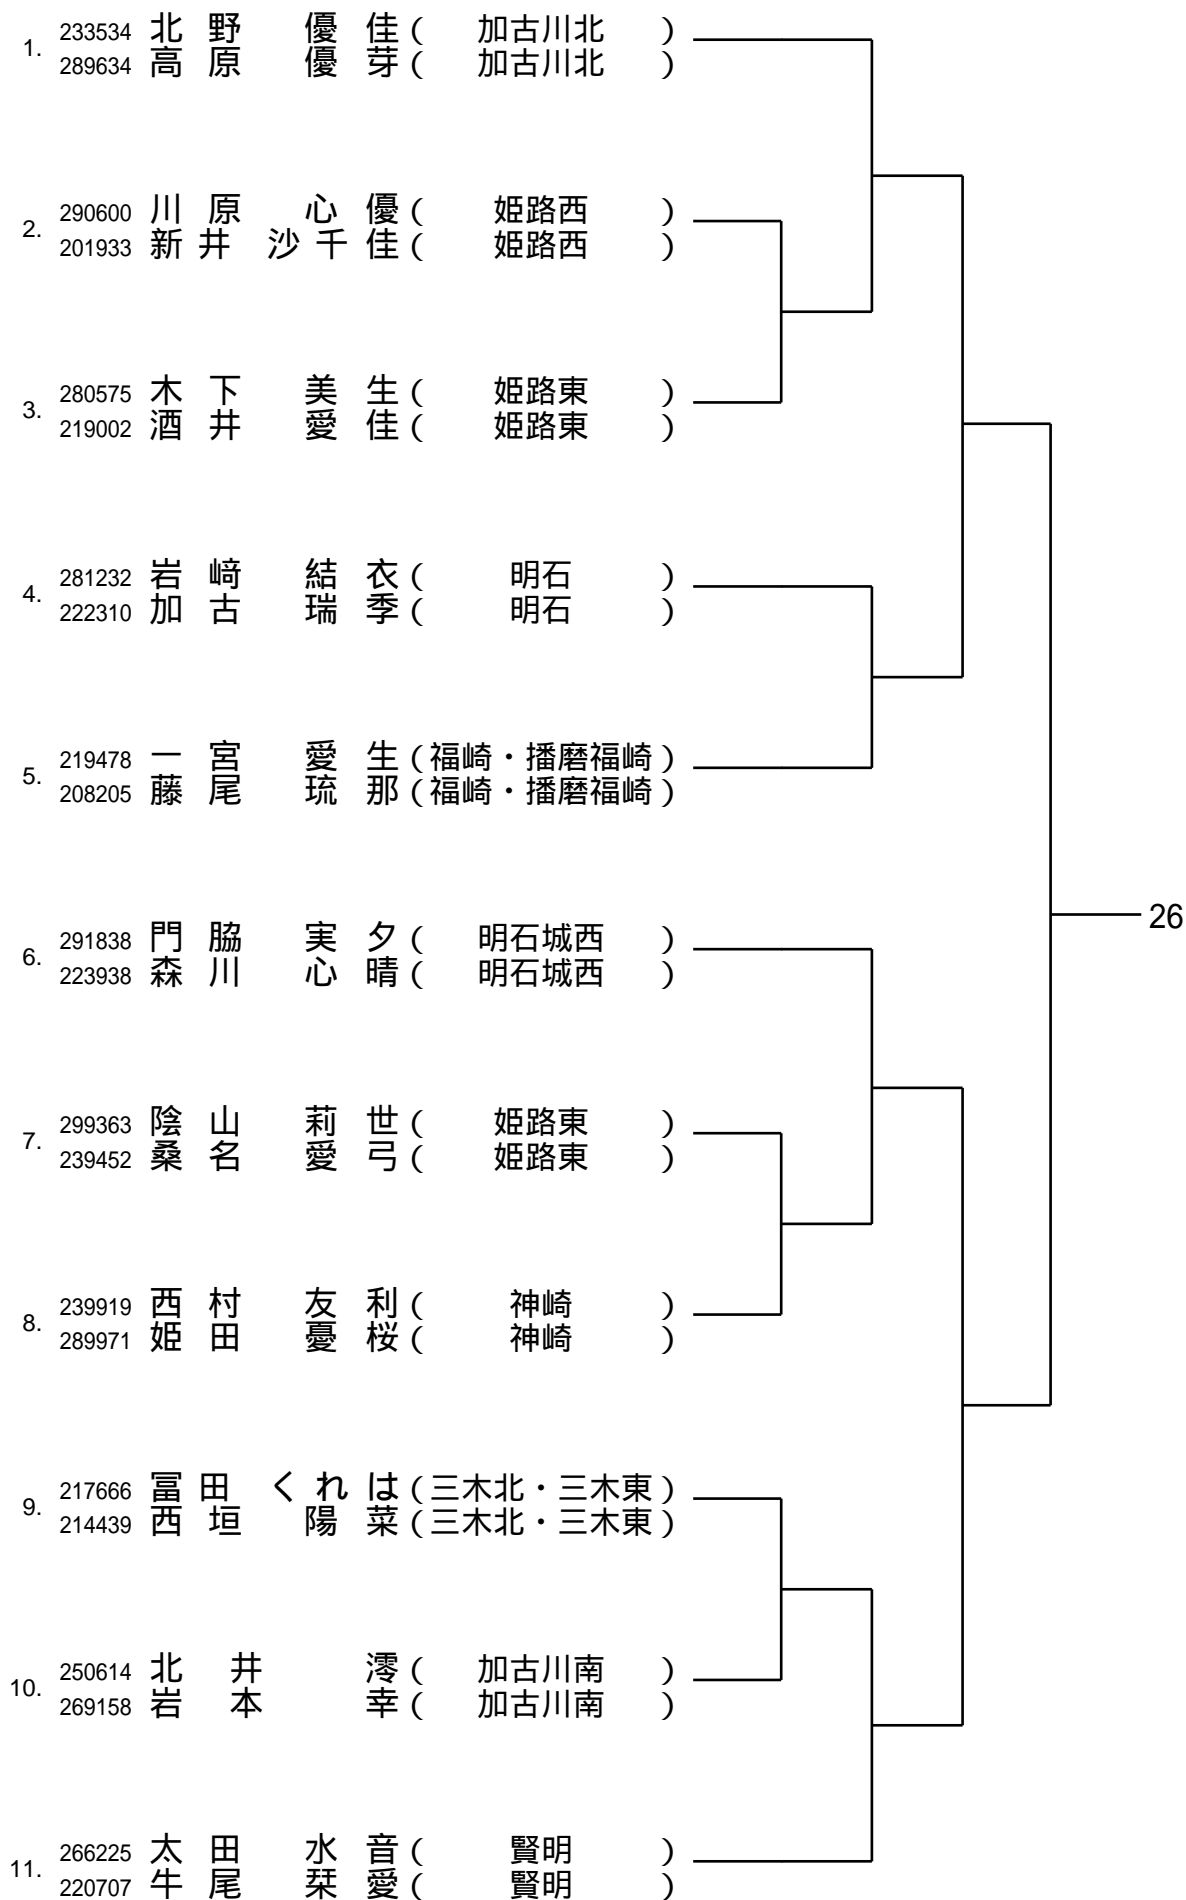 1. 233534 北野 優佳(加古川北)
289634 高原 優芽(加古川北)
2. 290600 川原 心優(姫路西)
201933 新井 沙千佳(姫路西)
3. 280575 木下 美生(姫路東)
219002 酒井 愛佳(姫路東)
4. 281232 岩﨑 結衣(明石)
222310 加古 瑞季(明石)
5. 219478 一宮 愛生(福崎・播磨福崎)
208205 藤尾 琉那(福崎・播磨福崎)
6. 291838 門脇 実夕(明石城西)
223938 森川 心晴(明石城西)
26
7. 299363 陰山 莉世(姫路東)
239452 桑名 愛弓(姫路東)
8. 239919 西村 友利(神崎)
289971 姫田 憂桜(神崎)
9. 217666 冨田 くれは(三木北・三木東)
214439 西垣 陽菜(三木北・三木東)
10. 250614 北井 澪(加古川南)
269158 岩本 幸(加古川南)
11. 266225 太田 水音(賢明)
220707 牛尾 栞愛(賢明)